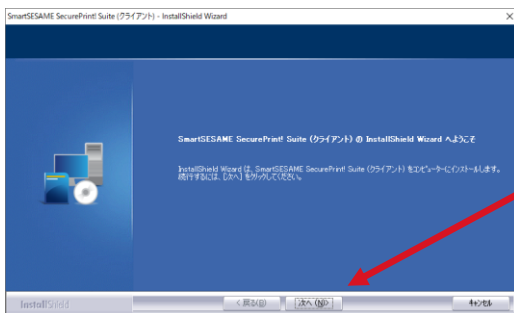 SmartSESAME SecurePrint! Suite (クライアント) - InstallShield Wizard
SmartSESAME SecurePrint! Suite (クライアント) の InstallShield Wizard へようこそ
InstallShield Wizard は、SmartSESAME SecurePrint! Suite (クライアント) をコンピューターにインストールします。
続行するには、[次へ] をクリックしてください。
InstallShield
< 戻る(B) 次へ (N)> キャンセル